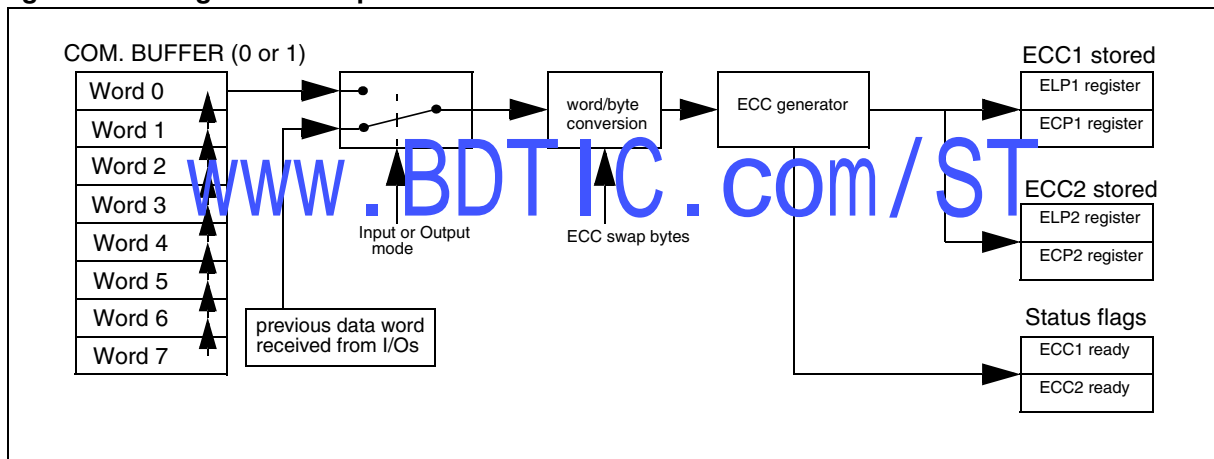 COM. BUFFER (0 or 1)
Word 0
Word 1
Word 2
Word 3
Word 4
Word 5
Word 6
Word 7
previous data word
received from I/Os
Input or Output
mode
word/byte
conversion
ECC swap bytes
ECC generator
ECC1 stored
ELP1 register
ECP1 register
ECC2 stored
ELP2 register
ECP2 register
Status flags
ECC1 ready
ECC2 ready
www.BDTIC.com/ST